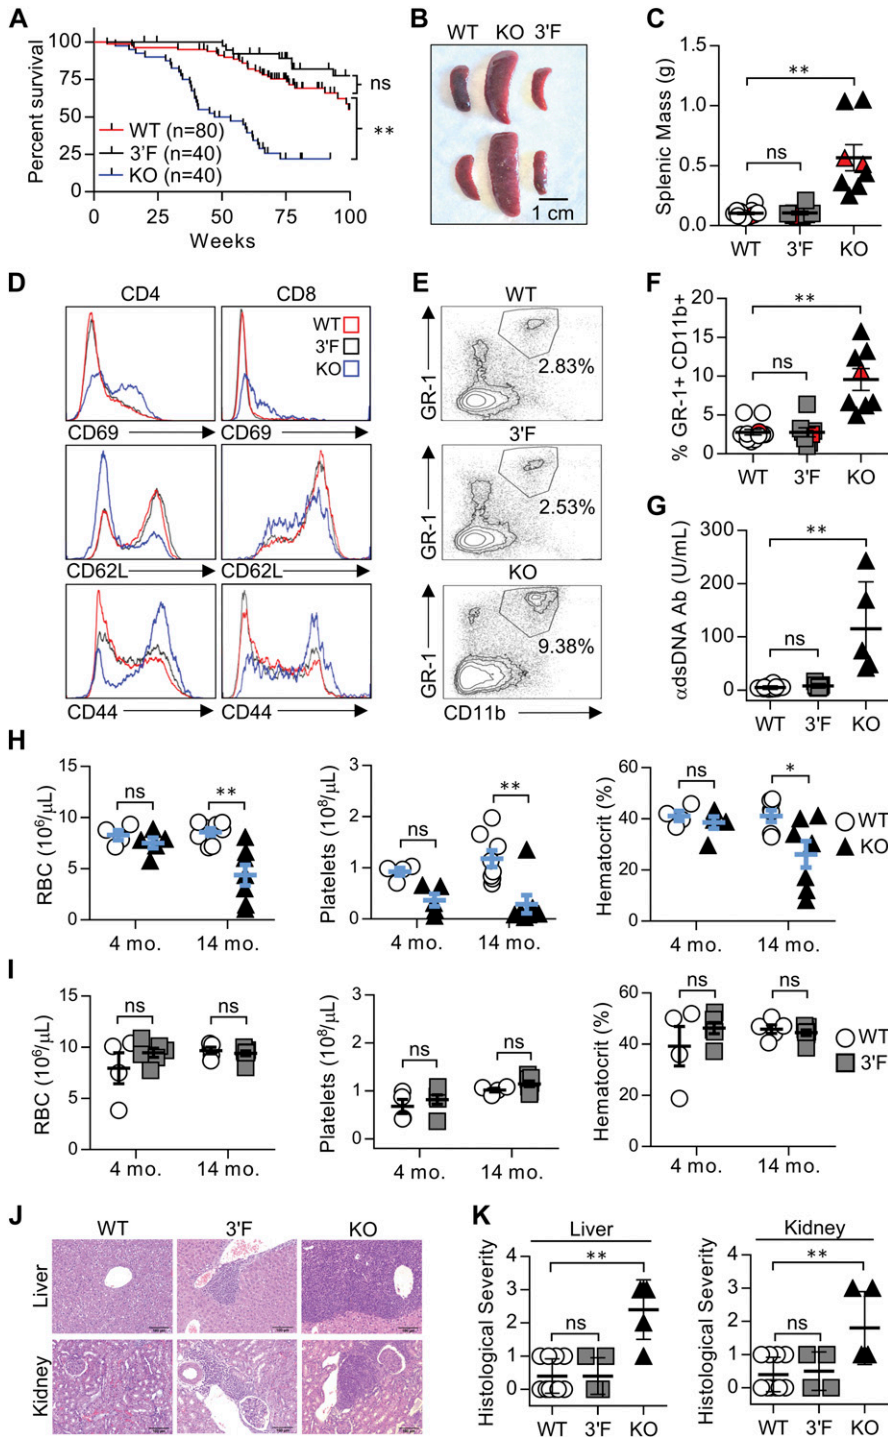 A
Percent survival
100
75
50
25
0
WT (n=80)
3'F (n=40)
KO (n=40)
ns
**
0 25 50 75 100
Weeks
B
WT KO 3'F
1 cm
C
Splenic Mass (g)
1.5
1.0
0.5
0.0
**
ns
WT 3'F KO
D
CD4 CD8
WT
3'F
KO
CD69 CD69
CD62L CD62L
CD44 CD44
E
WT
GR-1
2.83%
3'F
GR-1
2.53%
KO
GR-1
9.38%
CD11b
F
% GR-1+ CD11b+
20
15
10
5
0
**
ns
WT 3'F KO
G
αdsDNA Ab (U/mL)
300
200
100
0
**
ns
WT 3'F KO
H
RBC (10⁶/µL)
15
10
5
0
ns **
4 mo. 14 mo.
Platelets (10⁸/µL)
3
2
1
0
ns **
4 mo. 14 mo.
Hematocrit (%)
60
40
20
0
ns *
4 mo. 14 mo.
WT
KO
I
RBC (10⁶/µL)
15
10
5
0
ns ns
4 mo. 14 mo.
Platelets (10⁸/µL)
3
2
1
0
ns ns
4 mo. 14 mo.
Hematocrit (%)
60
40
20
0
ns ns
4 mo. 14 mo.
WT
3'F
J
WT 3'F KO
Liver
Kidney
K
Liver
Histological Severity
4
3
2
1
0
**
ns
WT 3'F KO
Kidney
Histological Severity
4
3
2
1
0
**
ns
WT 3'F KO